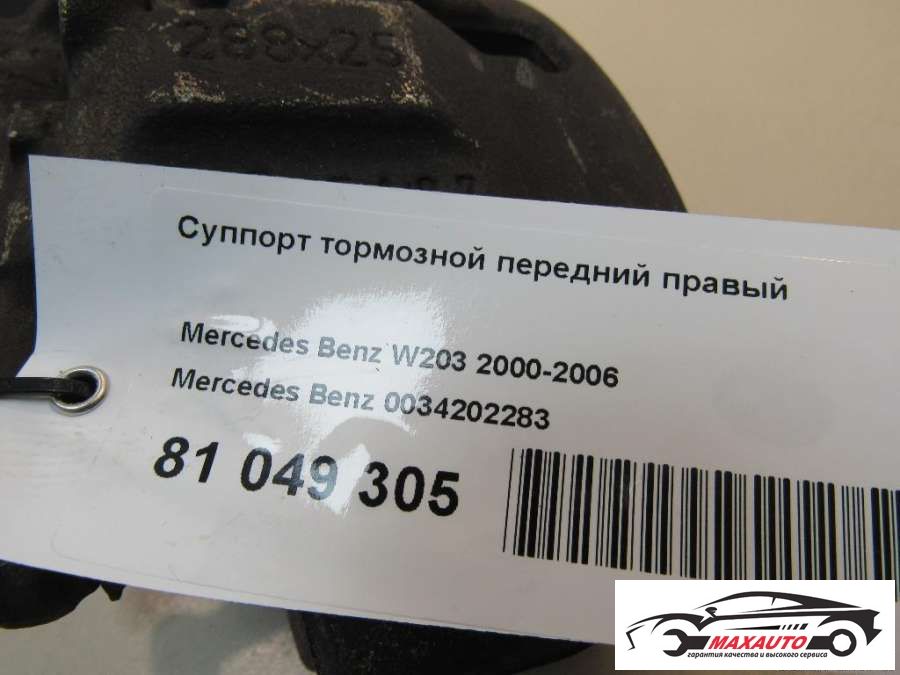 288x25
Суппорт тормозной передний правый
Mercedes Benz W203 2000-2006
Mercedes Benz 0034202283
81 049 305
MAXAUTO
гарантия качества и высокого сервиса